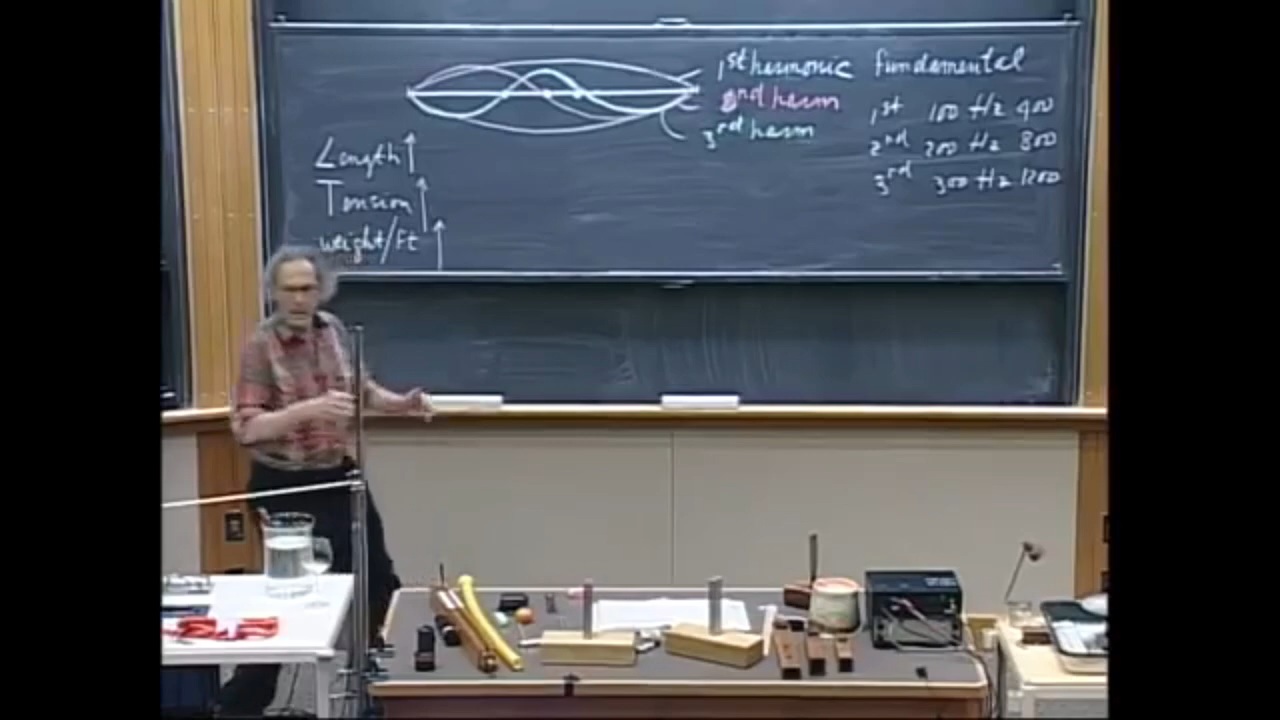 1st harmonic fundamental
2nd harm
3rd harm
1st 100 Hz 400
2nd 200 Hz 800
3rd 300 Hz 1200
Length ↑
Tension ↑
weight/Ft ↑